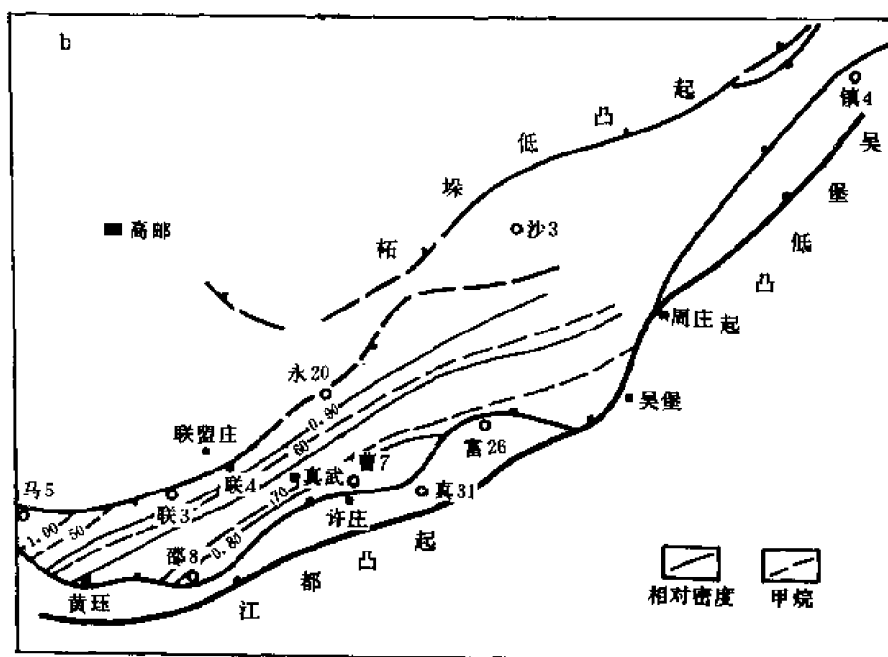 b
镇4
吴堡低凸起
柘垛低凸起
高邮
沙3
周庄
永20
0.90
吴堡
联盟庄
60
富26
曹7
真武
马5
联4
70
真31
联3
许庄
1.00
50
邵8
0.80
黄珏
江都凸起
相对密度
甲烷